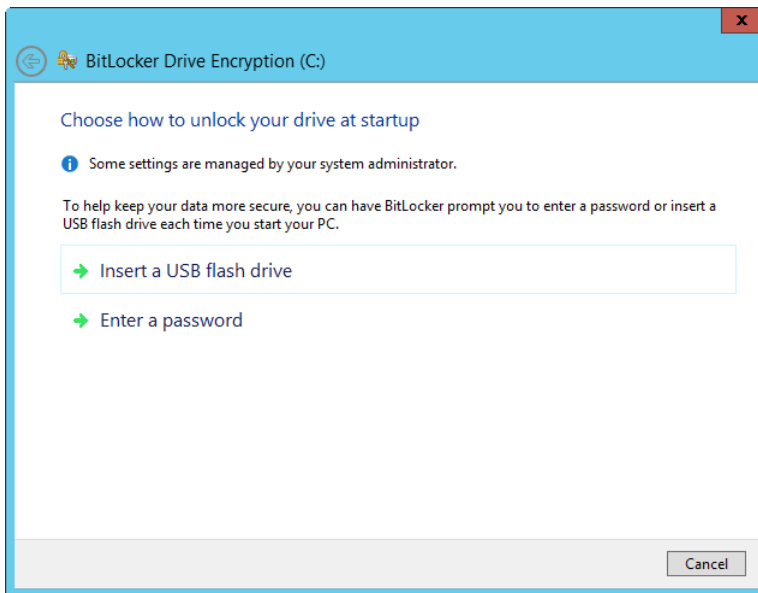 x
BitLocker Drive Encryption (C:)
Choose how to unlock your drive at startup
Some settings are managed by your system administrator.
To help keep your data more secure, you can have BitLocker prompt you to enter a password or insert a
USB flash drive each time you start your PC.
Insert a USB flash drive
Enter a password
Cancel